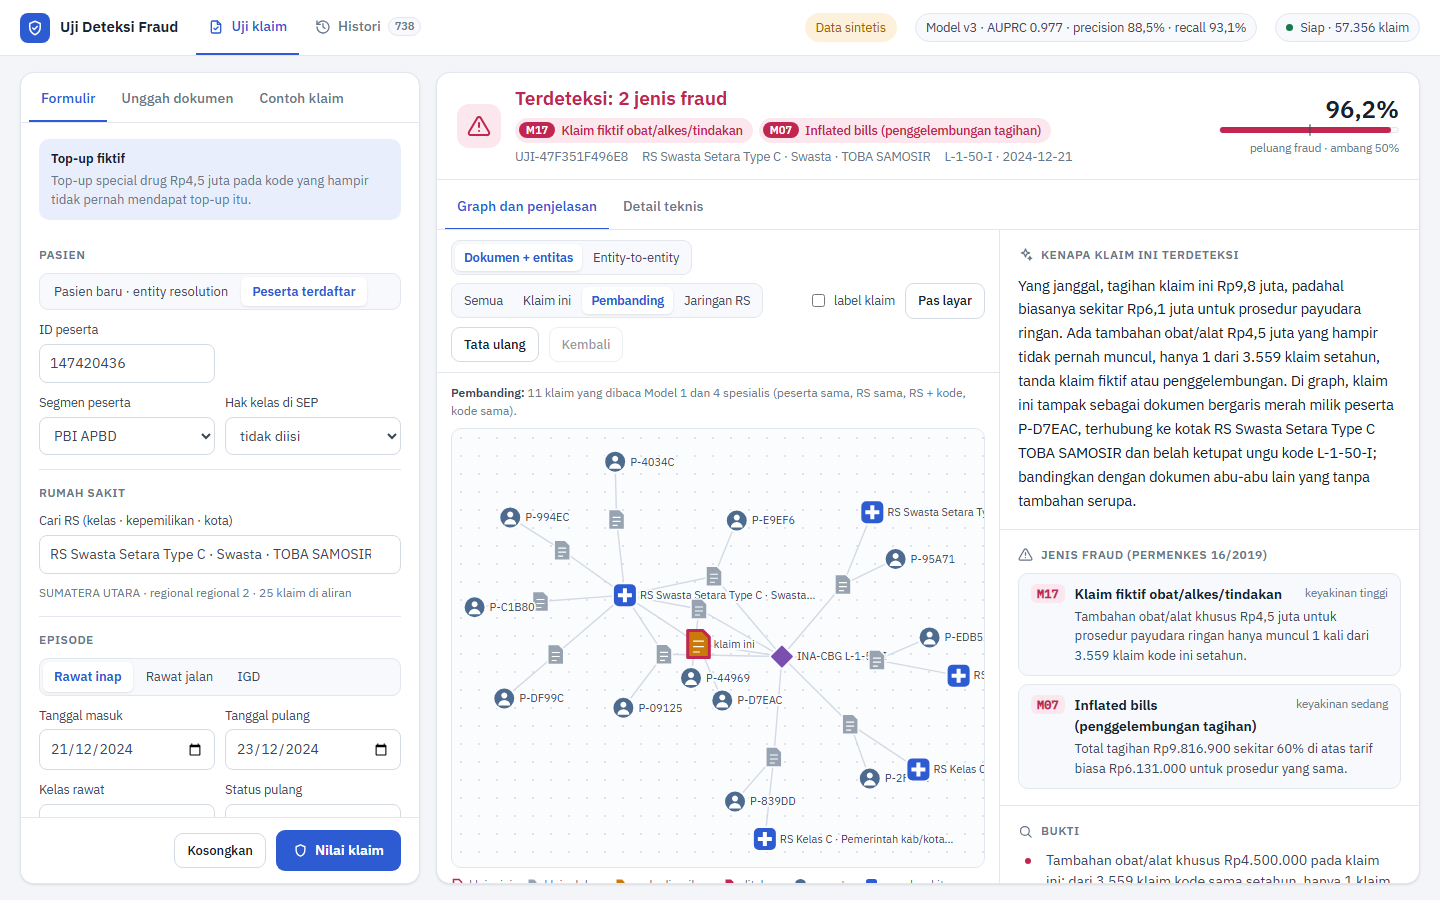 Uji Deteksi Fraud
Uji klaim
Histori 738
Data sintetis
Model v3 · AUPRC 0.977 · precision 88,5% · recall 93,1%
Siap · 57.356 klaim
Formulir
Unggah dokumen
Contoh klaim
Top-up fiktif
Top-up special drug Rp4,5 juta pada kode yang hampir
tidak pernah mendapat top-up itu.
PASIEN
Pasien baru · entity resolution
Peserta terdaftar
ID peserta
147420436
Segmen peserta
Hak kelas di SEP
PBI APBD
tidak diisi
RUMAH SAKIT
Cari RS (kelas · kepemilikan · kota)
RS Swasta Setara Type C · Swasta · TOBA SAMOSIR
SUMATERA UTARA · regional regional 2 · 25 klaim di aliran
EPISODE
Rawat inap
Rawat jalan
IGD
Tanggal masuk
Tanggal pulang
21/12/2024
23/12/2024
Kelas rawat
Status pulang
Kosongkan
Nilai klaim
Terdeteksi: 2 jenis fraud
M17 Klaim fiktif obat/alkes/tindakan
M07 Inflated bills (penggelembungan tagihan)
UJI-47F351F496E8 RS Swasta Setara Type C · Swasta · TOBA SAMOSIR L-1-50-I · 2024-12-21
96,2%
peluang fraud · ambang 50%
Graph dan penjelasan
Detail teknis
Dokumen + entitas
Entity-to-entity
Semua
Klaim ini
Pembanding
Jaringan RS
label klaim
Pas layar
Tata ulang
Kembali
Pembanding: 11 klaim yang dibaca Model 1 dan 4 spesialis (peserta sama, RS sama, RS + kode,
kode sama).
P-4034C
P-994EC
P-E9EF6
RS Swasta Setara Ty
P-95A71
P-C1B80
RS Swasta Setara Type C · Swasta...
P-EDB5
klaim ini
INA-CBG L-1-5
RS
P-44969
P-DF99C
P-09125
P-D7EAC
P-2F
RS Kelas C
P-839DD
RS Kelas C · Pemerintah kab/kota...
KENAPA KLAIM INI TERDETEKSI
Yang janggal, tagihan klaim ini Rp9,8 juta, padahal
biasanya sekitar Rp6,1 juta untuk prosedur payudara
ringan. Ada tambahan obat/alat Rp4,5 juta yang hampir
tidak pernah muncul, hanya 1 dari 3.559 klaim setahun,
tanda klaim fiktif atau penggelembungan. Di graph, klaim
ini tampak sebagai dokumen bergaris merah milik peserta
P-D7EAC, terhubung ke kotak RS Swasta Setara Type C
TOBA SAMOSIR dan belah ketupat ungu kode L-1-50-I;
bandingkan dengan dokumen abu-abu lain yang tanpa
tambahan serupa.
JENIS FRAUD (PERMENKES 16/2019)
M17 Klaim fiktif obat/alkes/tindakan keyakinan tinggi
Tambahan obat/alat khusus Rp4,5 juta untuk
prosedur payudara ringan hanya muncul 1 kali dari
3.559 klaim kode ini setahun.
M07 Inflated bills keyakinan sedang
(penggelembungan tagihan)
Total tagihan Rp9.816.900 sekitar 60% di atas tarif
biasa Rp6.131.000 untuk prosedur yang sama.
BUKTI
Tambahan obat/alat khusus Rp4.500.000 pada klaim
ini: dari 3.559 klaim kode sama setahun, hanya 1 klaim